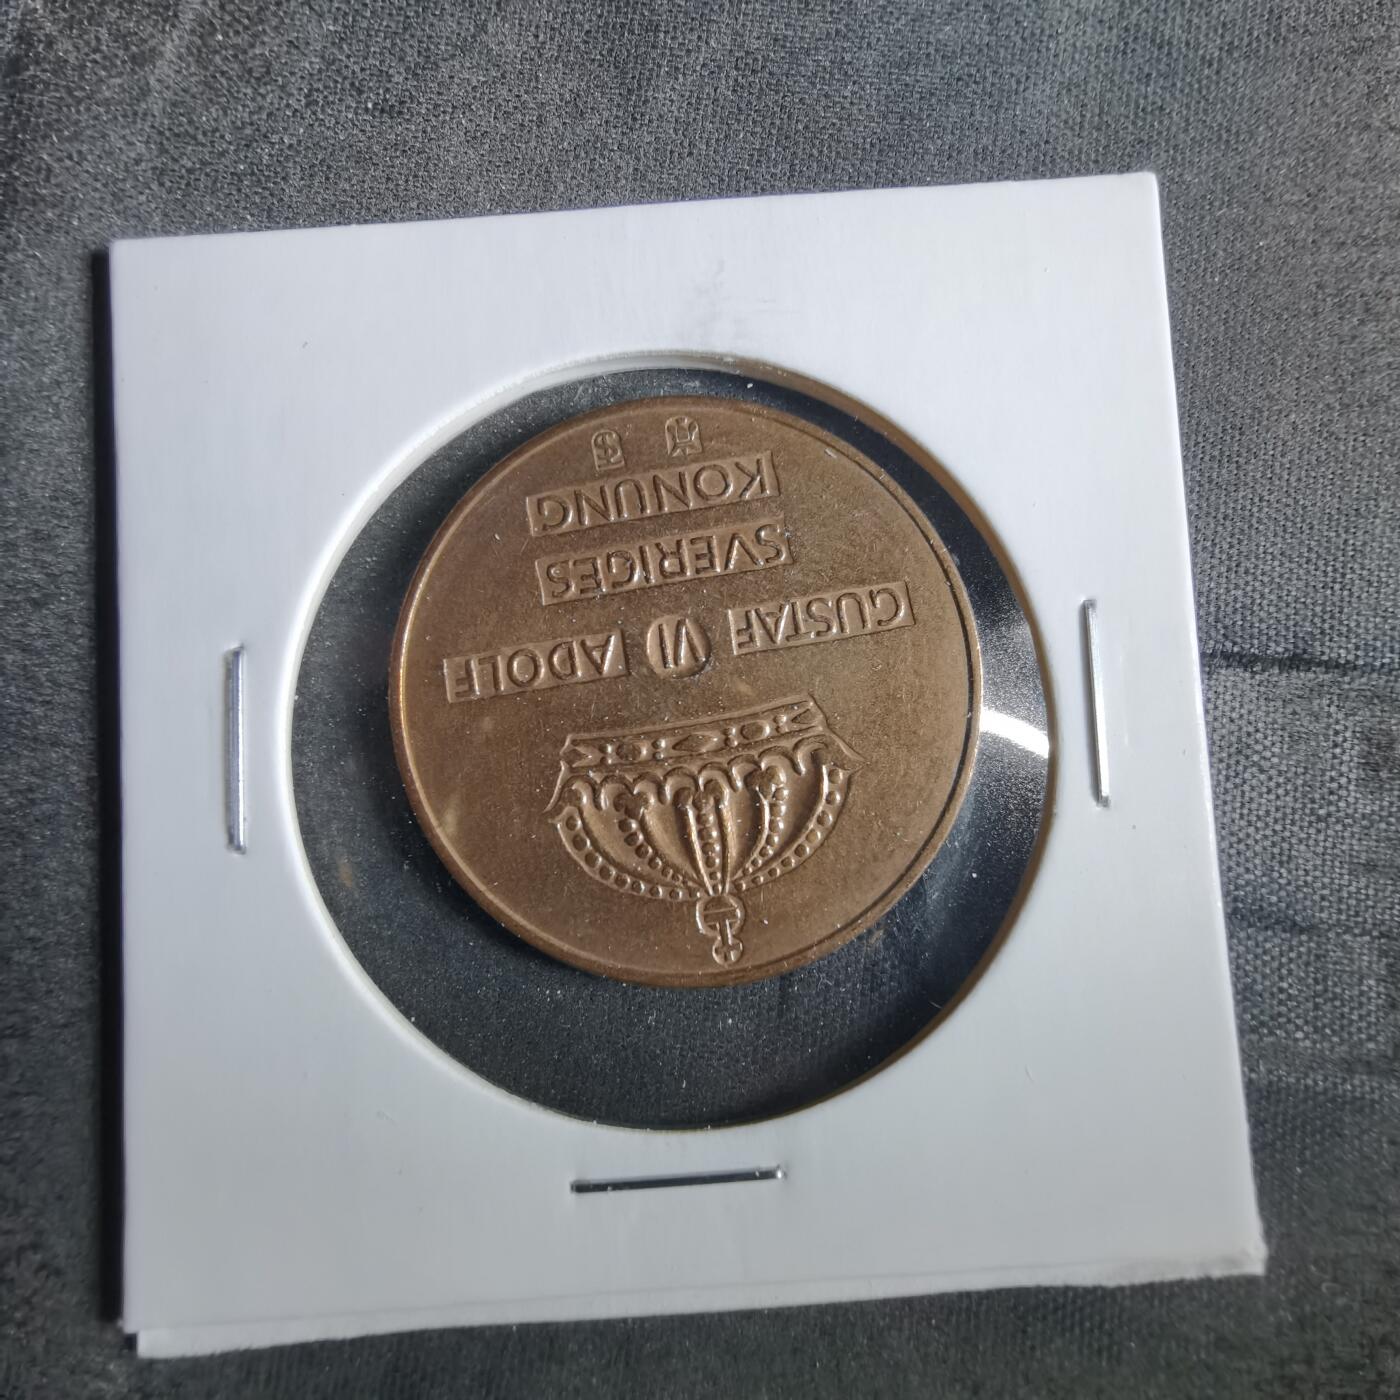 GUSTAF VI ADOLF
SVERIGES
KONUNG